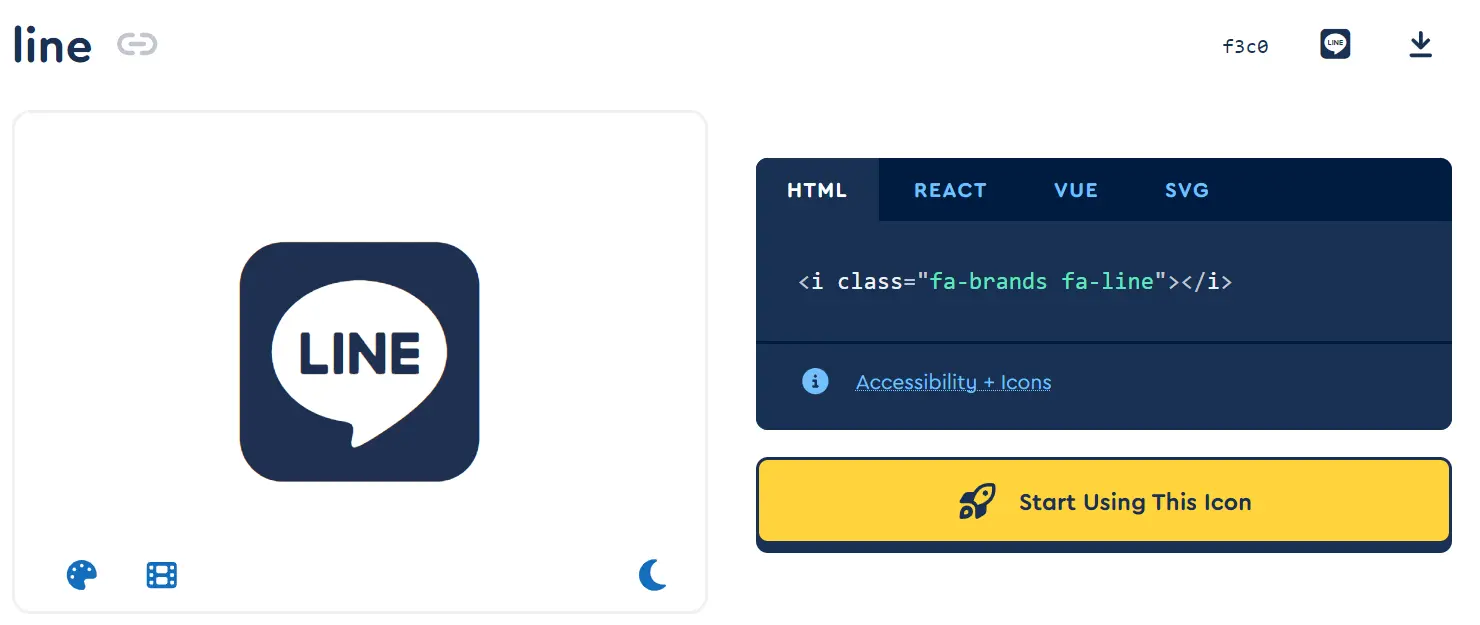 line
f3c0
LINE
LINE
HTML REACT VUE SVG
<i class="fa-brands fa-line"></i>
Accessibility + Icons
Start Using This Icon